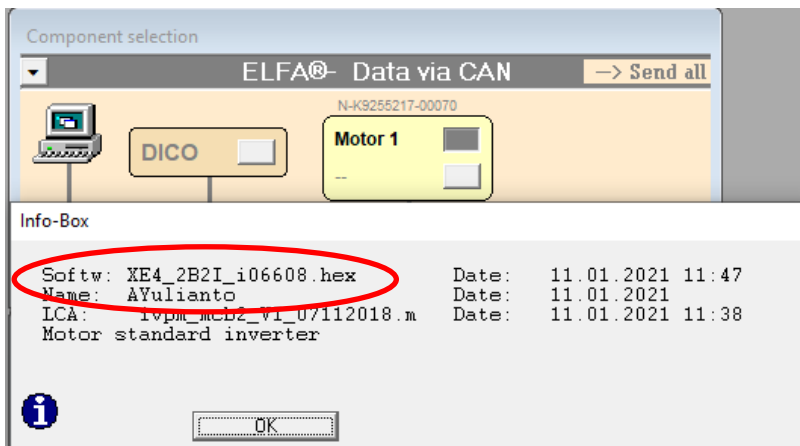 Component selection
ELFA®- Data via CAN —> Send all
N-K9255217-00070
DICO
Motor 1
--
Info-Box
Softw: XE4_2B2I_i06608.hex Date: 11.01.2021 11:47
Name: AYulianto Date: 11.01.2021
LCA: ivpm_mcb2_V1_07112018.m Date: 11.01.2021 11:38
Motor standard inverter
OK